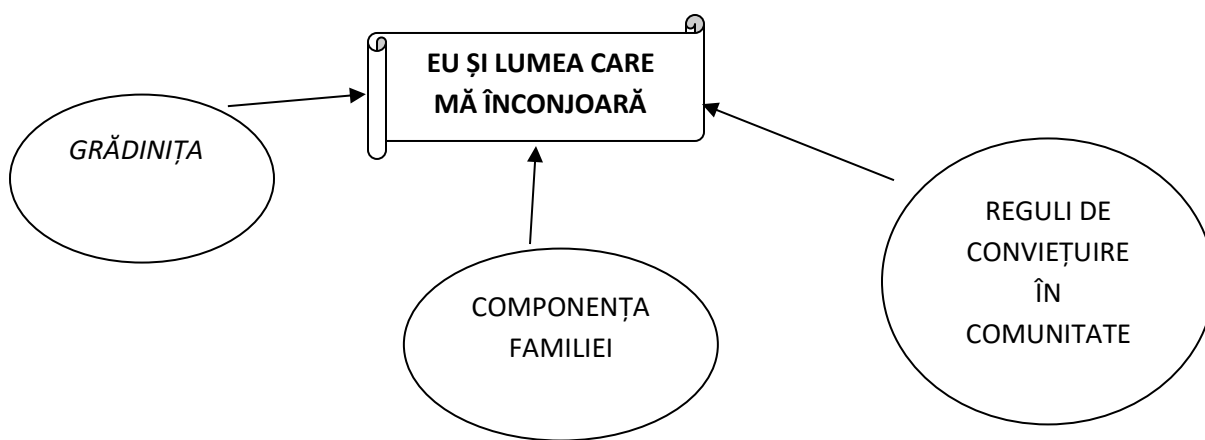 EU ȘI LUMEA CARE
MĂ ÎNCONJOARĂ
GRĂDINIȚA
COMPONENȚA
FAMILIEI
REGULI DE
CONVIEȚUIRE
ÎN
COMUNITATE